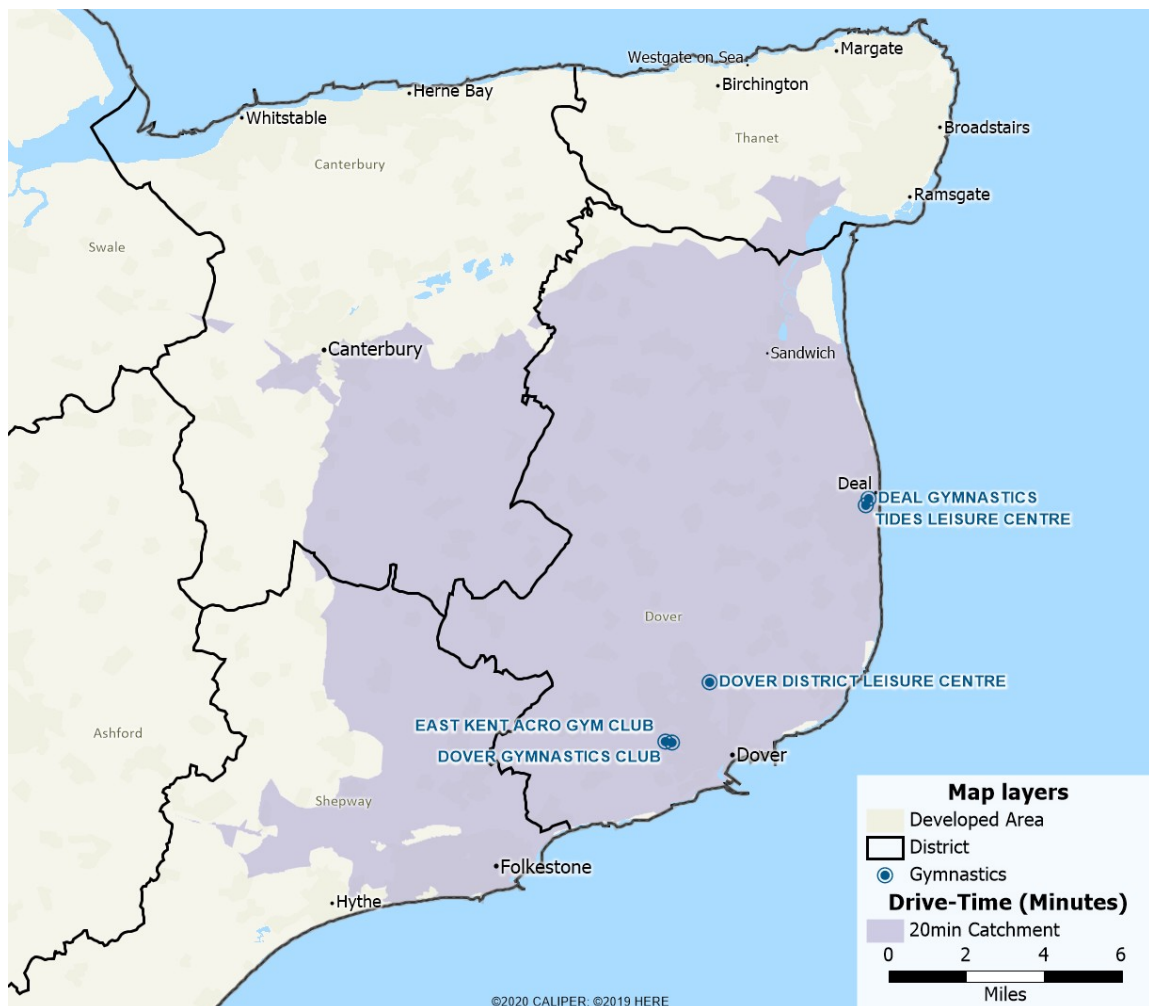 Westgate on Sea
Margate
Birchington
Herne Bay
Whitstable
Broadstairs
Thanet
Canterbury
Ramsgate
Swale
Canterbury
Sandwich
Deal
DEAL GYMNASTICS
TIDES LEISURE CENTRE
Dover
DOVER DISTRICT LEISURE CENTRE
EAST KENT ACRO GYM CLUB
Ashford
DOVER GYMNASTICS CLUB
Dover
Shepway
Folkestone
Hythe
Map layers
Developed Area
District
Gymnastics
Drive-Time (Minutes)
20min Catchment
0 2 4 6
Miles
©2020 CALIPER; ©2019 HERE